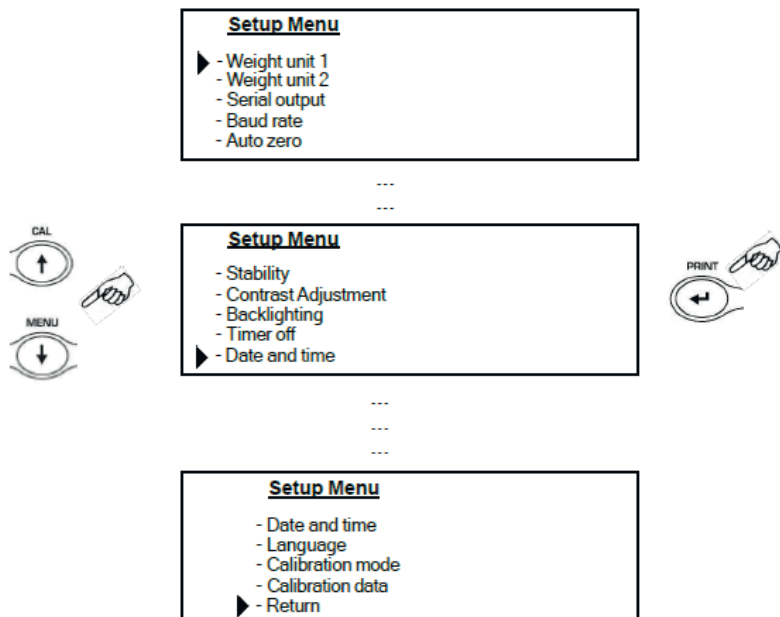 Setup Menu
- Weight unit 1
- Weight unit 2
- Serial output
- Baud rate
- Auto zero
---
---
CAL
MENU
Setup Menu
- Stability
- Contrast Adjustment
- Backlighting
- Timer off
- Date and time
PRINT
---
---
---
Setup Menu
- Date and time
- Language
- Calibration mode
- Calibration data
- Return